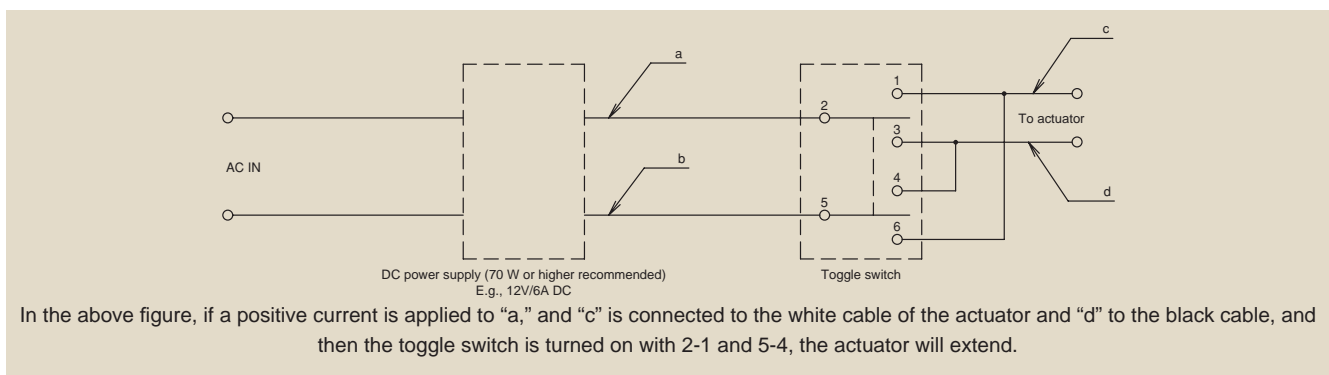 c
a
1
2
To actuator
3
AC IN
b
4
d
5
6
DC power supply (70 W or higher recommended)
E.g., 12V/6A DC
Toggle switch
In the above figure, if a positive current is applied to “a,” and “c” is connected to the white cable of the actuator and “d” to the black cable, and
then the toggle switch is turned on with 2-1 and 5-4, the actuator will extend.